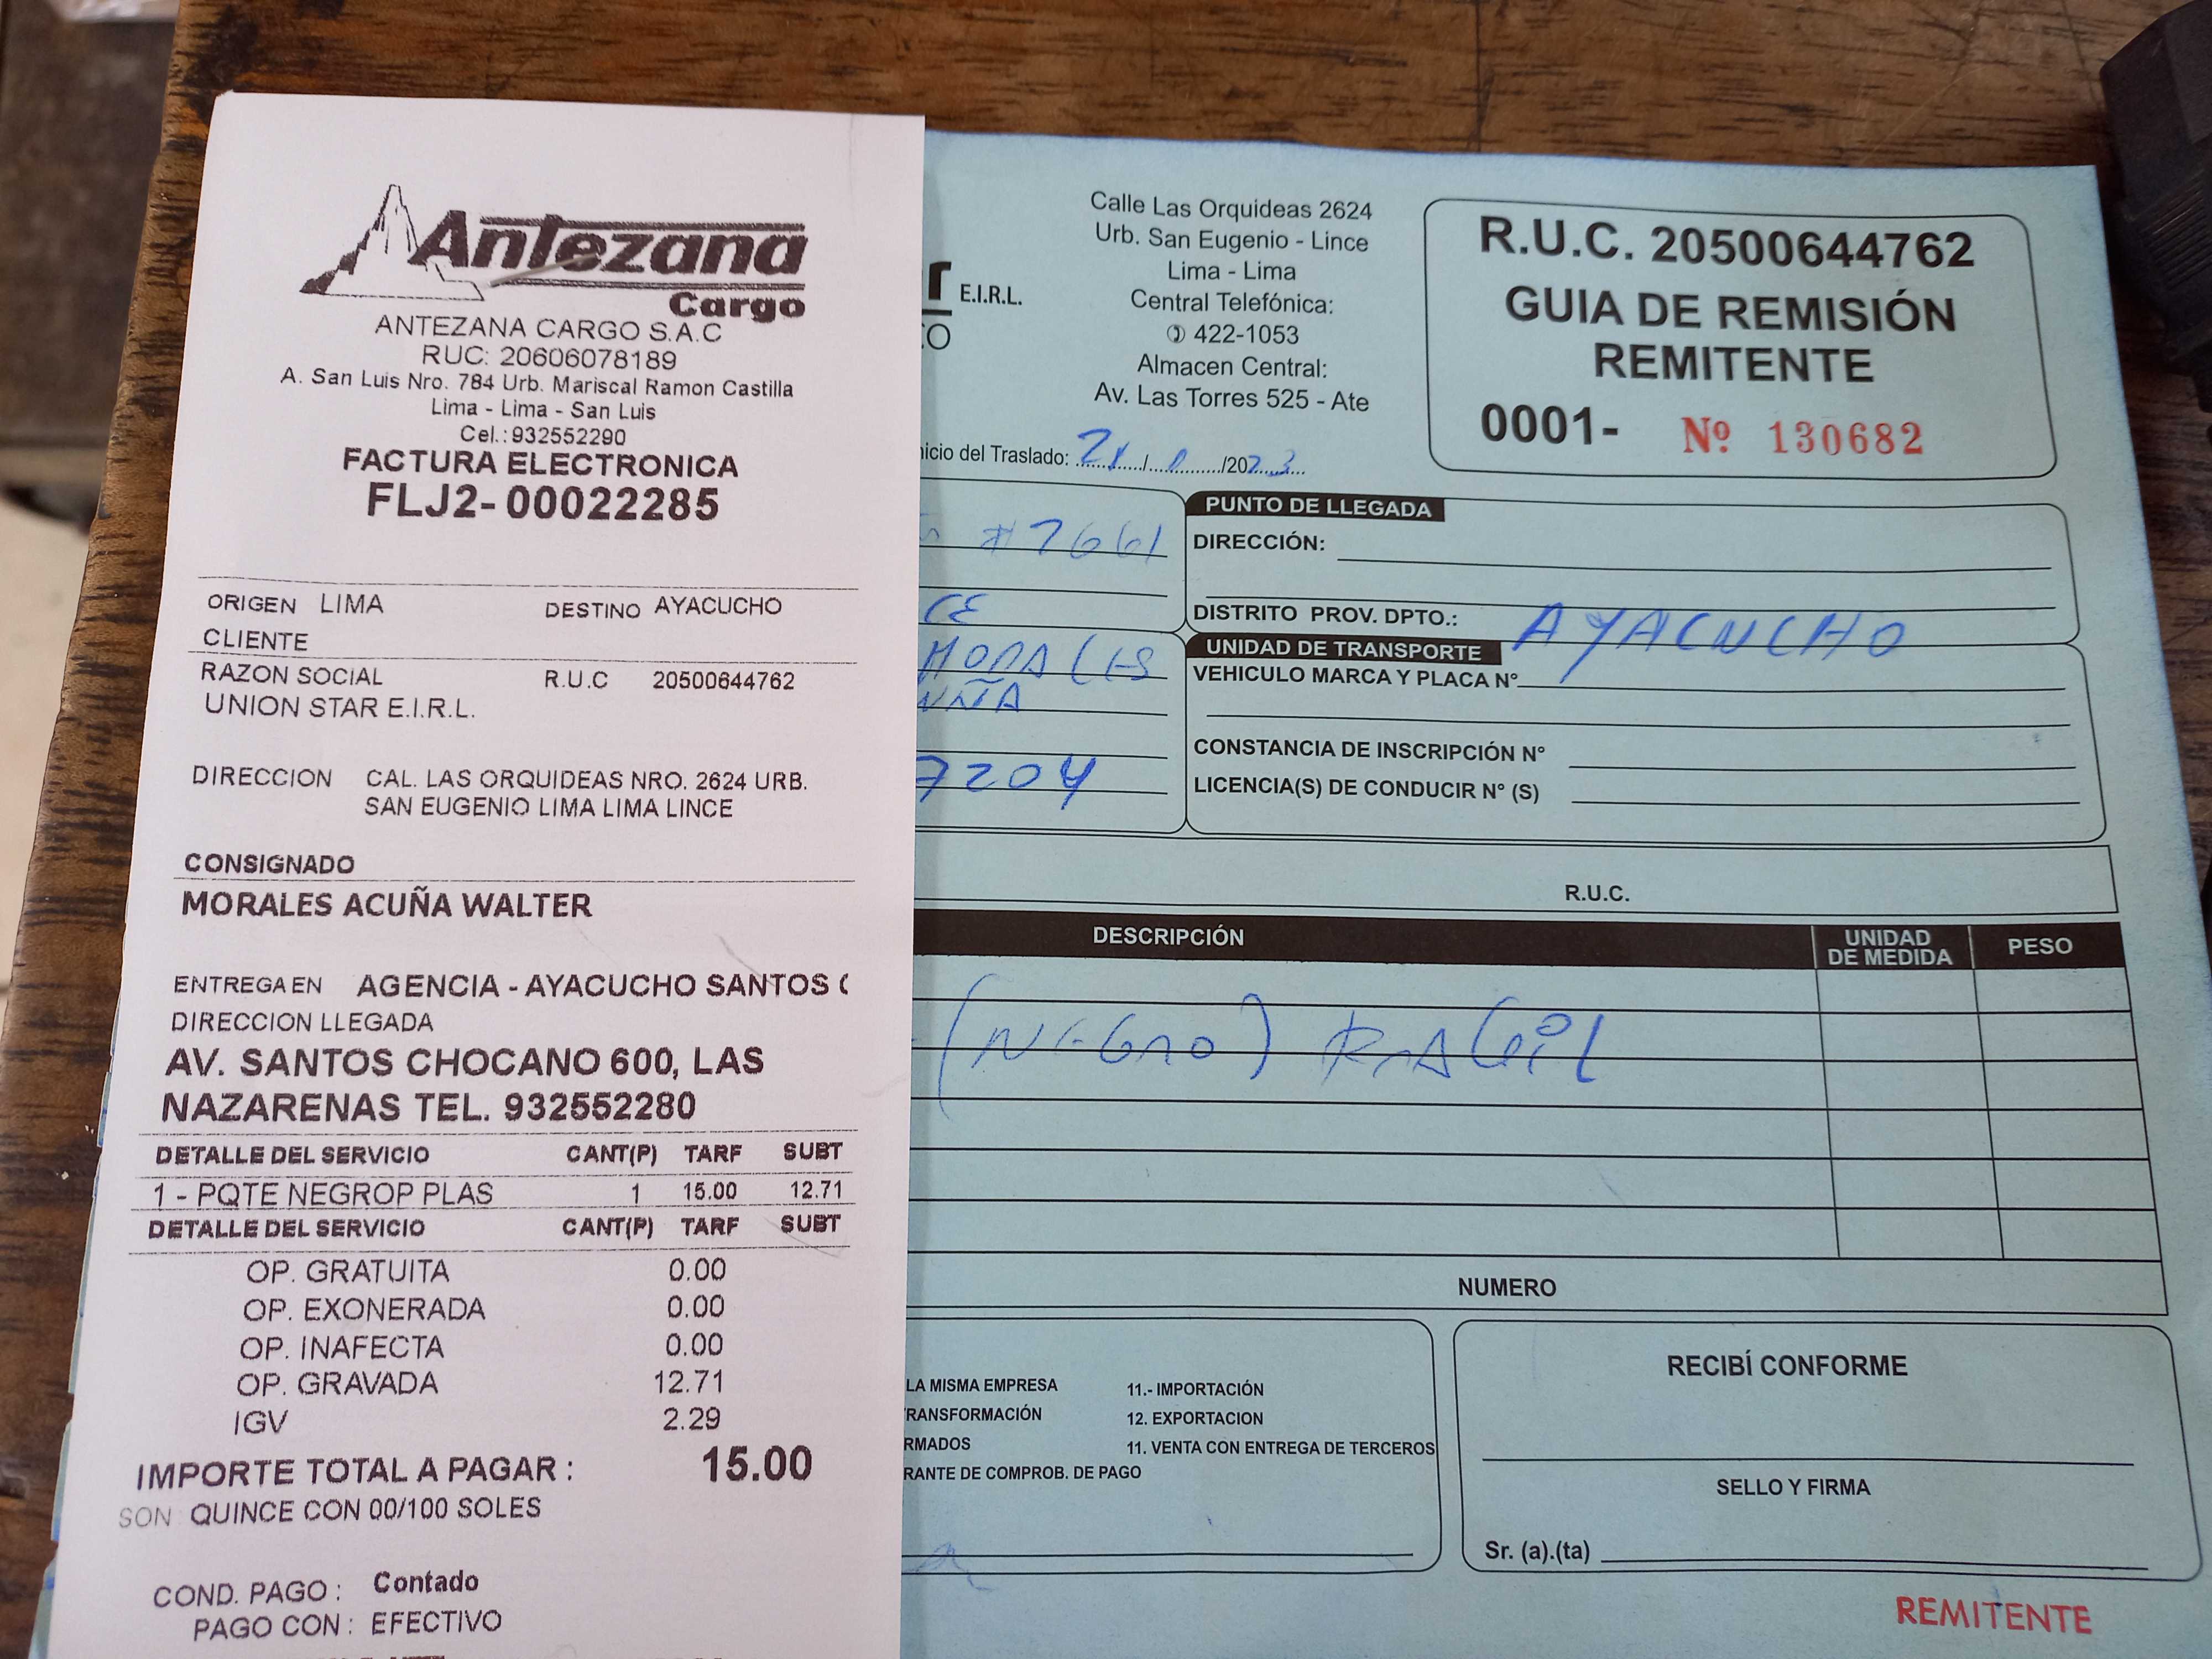 Antezana
Cargo
ANTEZANA CARGO S.A.C
RUC: 20606078189
A. San Luis Nro. 784 Urb. Mariscal Ramon Castilla
Lima - Lima - San Luis
Cel.: 932552290
FACTURA ELECTRONICA
FLJ2- 00022285
ORIGEN LIMA DESTINO AYACUCHO
CLIENTE
RAZON SOCIAL R.U.C 20500644762
UNION STAR E.I.R.L.
DIRECCION CAL. LAS ORQUIDEAS NRO. 2624 URB.
SAN EUGENIO LIMA LIMA LINCE
CONSIGNADO
MORALES ACUÑA WALTER
ENTREGA EN AGENCIA - AYACUCHO SANTOS C
DIRECCION LLEGADA
AV. SANTOS CHOCANO 600, LAS
NAZARENAS TEL. 932552280
DETALLE DEL SERVICIO CANT(P) TARF SUBT
1 - PQTE NEGROP PLAS 1 15.00 12.71
DETALLE DEL SERVICIO CANT(P) TARF SUBT
OP. GRATUITA 0.00
OP. EXONERADA 0.00
OP. INAFECTA 0.00
OP. GRAVADA 12.71
IGV 2.29
IMPORTE TOTAL A PAGAR : 15.00
SON: QUINCE CON 00/100 SOLES
COND. PAGO : Contado
PAGO CON : EFECTIVO
r E.I.R.L.
CO
Calle Las Orquideas 2624
Urb. San Eugenio - Lince
Lima - Lima
Central Telefónica:
422-1053
Almacen Central:
Av. Las Torres 525 - Ate
R.U.C. 20500644762
GUIA DE REMISIÓN
REMITENTE
0001- Nº 130682
nicio del Traslado: /2023
#7661
CE
MORALES
UÑA
7204
PUNTO DE LLEGADA
DIRECCIÓN:
DISTRITO PROV. DPTO.: AYACUCHO
UNIDAD DE TRANSPORTE
VEHICULO MARCA Y PLACA N°
CONSTANCIA DE INSCRIPCIÓN N°
LICENCIA(S) DE CONDUCIR N° (S)
R.U.C.
DESCRIPCIÓN UNIDAD DE MEDIDA PESO
(NEGRO)
NUMERO
LA MISMA EMPRESA 11.- IMPORTACIÓN
RANSFORMACIÓN 12. EXPORTACION
RMADOS 11. VENTA CON ENTREGA DE TERCEROS
RANTE DE COMPROB. DE PAGO
RECIBÍ CONFORME
SELLO Y FIRMA
Sr. (a).(ta)
REMITENTE